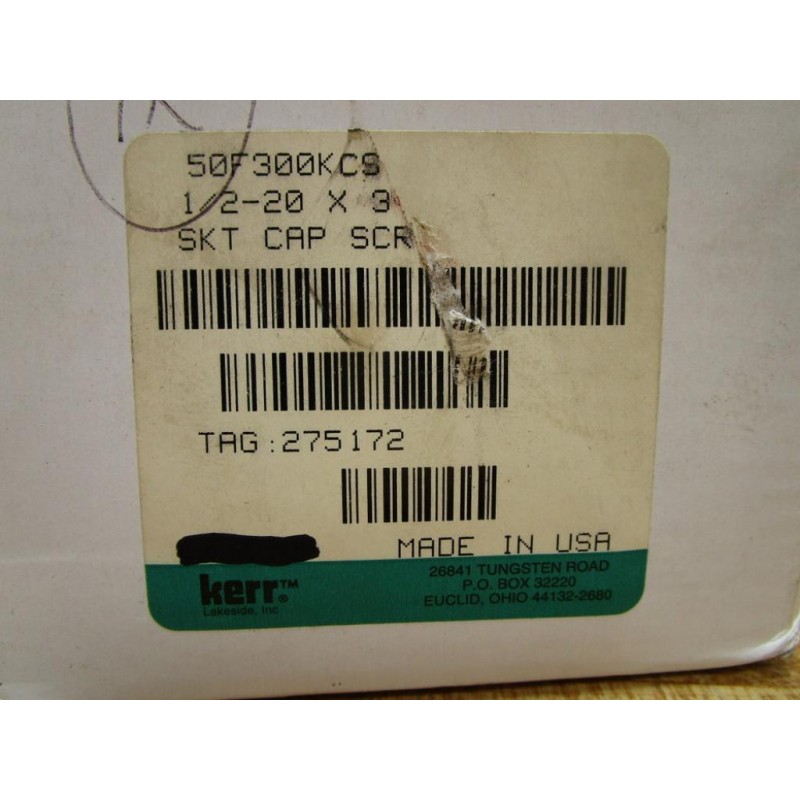 50F300KCS
1/2-20 X 3
SKT CAP SCR
TAG:275172
MADE IN USA
kerr™®
Lakeside, Inc
26841 TUNGSTEN ROAD
P.O. BOX 32220
EUCLID, OHIO 44132-2680